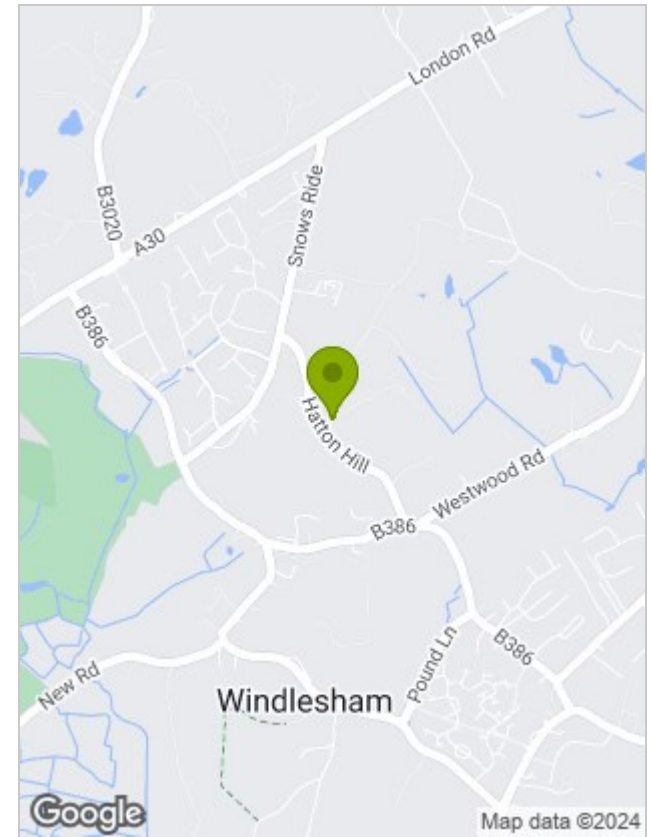 London Rd
B3020
A30
Snows Ride
B386
Hatton Hill
Westwood Rd
B386
Pound Ln
B386
New Rd
Windlesham
Google
Map data ©2024